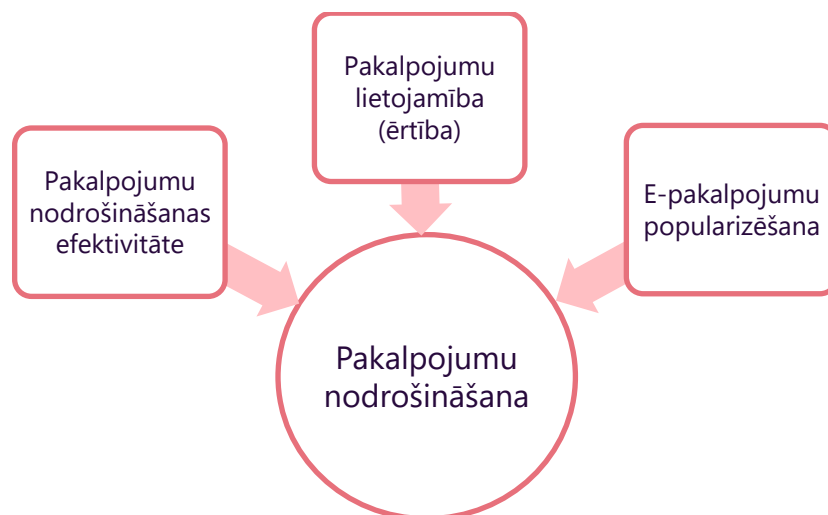 Pakalpojumu
lietojamība
(ērtība)
Pakalpojumu
nodrošināšanas
efektivitāte
E-pakalpojumu
popularizēšana
Pakalpojumu
nodrošināšana